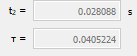 t₂ = 0.028088 s
τ = 0.0405224